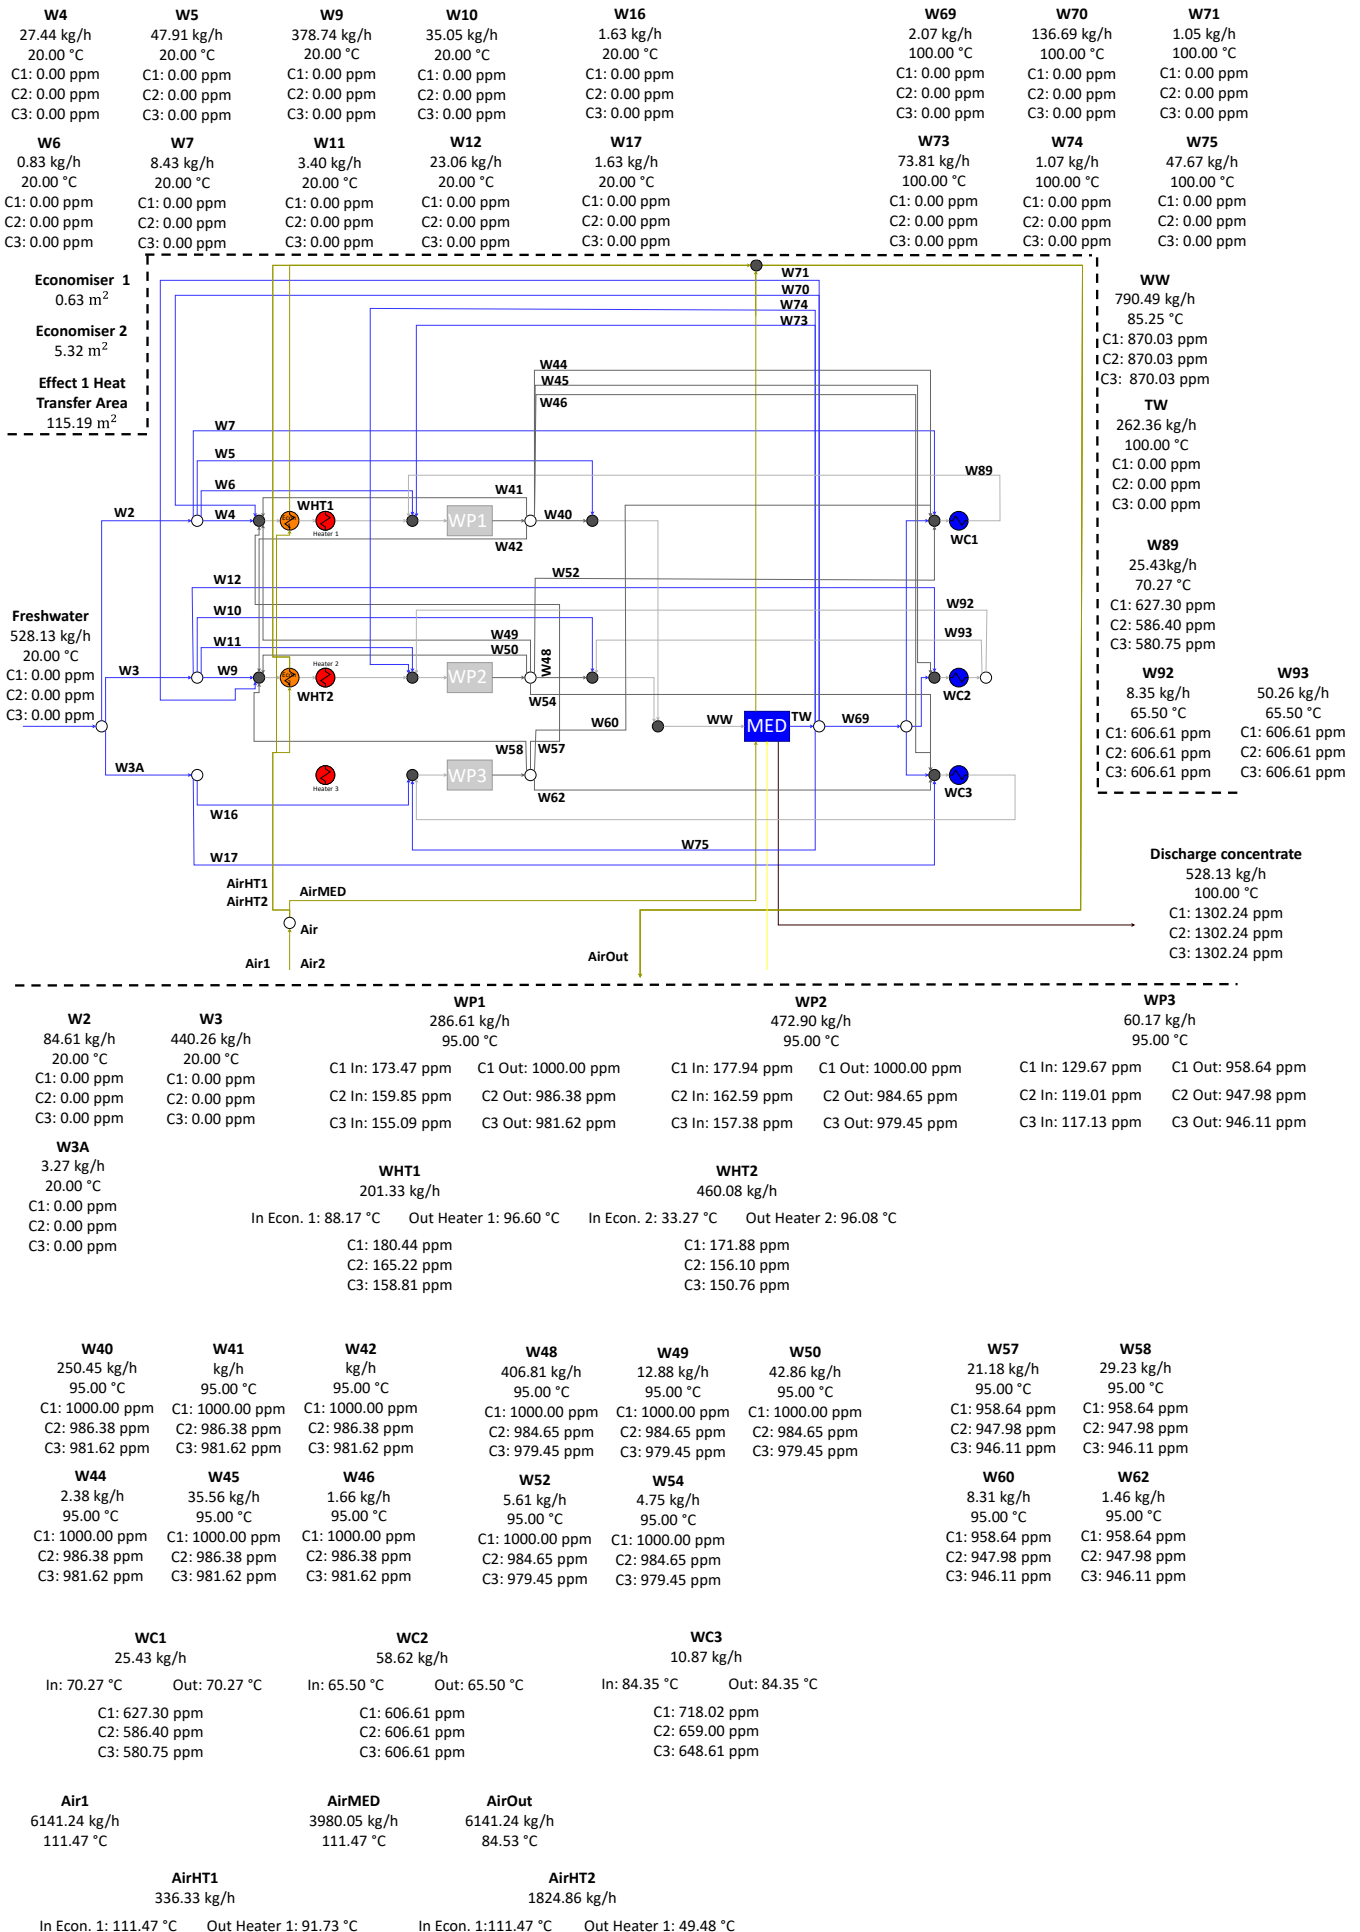 W4
27.44 kg/h
20.00 °C
C1: 0.00 ppm
C2: 0.00 ppm
C3: 0.00 ppm
W5
47.91 kg/h
20.00 °C
C1: 0.00 ppm
C2: 0.00 ppm
C3: 0.00 ppm
W9
378.74 kg/h
20.00 °C
C1: 0.00 ppm
C2: 0.00 ppm
C3: 0.00 ppm
W10
35.05 kg/h
20.00 °C
C1: 0.00 ppm
C2: 0.00 ppm
C3: 0.00 ppm
W16
1.63 kg/h
20.00 °C
C1: 0.00 ppm
C2: 0.00 ppm
C3: 0.00 ppm
W69
2.07 kg/h
100.00 °C
C1: 0.00 ppm
C2: 0.00 ppm
C3: 0.00 ppm
W70
136.69 kg/h
100.00 °C
C1: 0.00 ppm
C2: 0.00 ppm
C3: 0.00 ppm
W71
1.05 kg/h
100.00 °C
C1: 0.00 ppm
C2: 0.00 ppm
C3: 0.00 ppm
W6
0.83 kg/h
20.00 °C
C1: 0.00 ppm
C2: 0.00 ppm
C3: 0.00 ppm
W7
8.43 kg/h
20.00 °C
C1: 0.00 ppm
C2: 0.00 ppm
C3: 0.00 ppm
W11
3.40 kg/h
20.00 °C
C1: 0.00 ppm
C2: 0.00 ppm
C3: 0.00 ppm
W12
23.06 kg/h
20.00 °C
C1: 0.00 ppm
C2: 0.00 ppm
C3: 0.00 ppm
W17
1.63 kg/h
20.00 °C
C1: 0.00 ppm
C2: 0.00 ppm
C3: 0.00 ppm
W73
73.81 kg/h
100.00 °C
C1: 0.00 ppm
C2: 0.00 ppm
C3: 0.00 ppm
W74
1.07 kg/h
100.00 °C
C1: 0.00 ppm
C2: 0.00 ppm
C3: 0.00 ppm
W75
47.67 kg/h
100.00 °C
C1: 0.00 ppm
C2: 0.00 ppm
C3: 0.00 ppm
Economiser 1
0.63 m²
Economiser 2
5.32 m²
Effect 1 Heat
Transfer Area
115.19 m²
W71
W70
W74
W73
W44
W45
W46
W7
W5
W6
W2
W4
WHT1
Econ
Heater 1
W41
WP1
W40
W42
W89
WC1
W52
W12
W10
W11
W3
W9
Econ
WHT2
Heater 2
W49
W50
WP2
W48
W54
W92
W93
WC2
W60
WW
MED
TW
W69
W58
W57
WP3
W62
Heater 3
W3A
W16
W17
W75
WC3
AirHT1
AirHT2
AirMED
Air
Air1
Air2
AirOut
Freshwater
528.13 kg/h
20.00 °C
C1: 0.00 ppm
C2: 0.00 ppm
C3: 0.00 ppm
WW
790.49 kg/h
85.25 °C
C1: 870.03 ppm
C2: 870.03 ppm
C3: 870.03 ppm
TW
262.36 kg/h
100.00 °C
C1: 0.00 ppm
C2: 0.00 ppm
C3: 0.00 ppm
W89
25.43kg/h
70.27 °C
C1: 627.30 ppm
C2: 586.40 ppm
C3: 580.75 ppm
W92
8.35 kg/h
65.50 °C
C1: 606.61 ppm
C2: 606.61 ppm
C3: 606.61 ppm
W93
50.26 kg/h
65.50 °C
C1: 606.61 ppm
C2: 606.61 ppm
C3: 606.61 ppm
Discharge concentrate
528.13 kg/h
100.00 °C
C1: 1302.24 ppm
C2: 1302.24 ppm
C3: 1302.24 ppm
W2
84.61 kg/h
20.00 °C
C1: 0.00 ppm
C2: 0.00 ppm
C3: 0.00 ppm
W3
440.26 kg/h
20.00 °C
C1: 0.00 ppm
C2: 0.00 ppm
C3: 0.00 ppm
WP1
286.61 kg/h
95.00 °C
C1 In: 173.47 ppm C1 Out: 1000.00 ppm
C2 In: 159.85 ppm C2 Out: 986.38 ppm
C3 In: 155.09 ppm C3 Out: 981.62 ppm
WP2
472.90 kg/h
95.00 °C
C1 In: 177.94 ppm C1 Out: 1000.00 ppm
C2 In: 162.59 ppm C2 Out: 984.65 ppm
C3 In: 157.38 ppm C3 Out: 979.45 ppm
WP3
60.17 kg/h
95.00 °C
C1 In: 129.67 ppm C1 Out: 958.64 ppm
C2 In: 119.01 ppm C2 Out: 947.98 ppm
C3 In: 117.13 ppm C3 Out: 946.11 ppm
W3A
3.27 kg/h
20.00 °C
C1: 0.00 ppm
C2: 0.00 ppm
C3: 0.00 ppm
WHT1
201.33 kg/h
In Econ. 1: 88.17 °C Out Heater 1: 96.60 °C
C1: 180.44 ppm
C2: 165.22 ppm
C3: 158.81 ppm
WHT2
460.08 kg/h
In Econ. 2: 33.27 °C Out Heater 2: 96.08 °C
C1: 171.88 ppm
C2: 156.10 ppm
C3: 150.76 ppm
W40
250.45 kg/h
95.00 °C
C1: 1000.00 ppm
C2: 986.38 ppm
C3: 981.62 ppm
W41
kg/h
95.00 °C
C1: 1000.00 ppm
C2: 986.38 ppm
C3: 981.62 ppm
W42
kg/h
95.00 °C
C1: 1000.00 ppm
C2: 986.38 ppm
C3: 981.62 ppm
W48
406.81 kg/h
95.00 °C
C1: 1000.00 ppm
C2: 984.65 ppm
C3: 979.45 ppm
W49
12.88 kg/h
95.00 °C
C1: 1000.00 ppm
C2: 984.65 ppm
C3: 979.45 ppm
W50
42.86 kg/h
95.00 °C
C1: 1000.00 ppm
C2: 984.65 ppm
C3: 979.45 ppm
W57
21.18 kg/h
95.00 °C
C1: 958.64 ppm
C2: 947.98 ppm
C3: 946.11 ppm
W58
29.23 kg/h
95.00 °C
C1: 958.64 ppm
C2: 947.98 ppm
C3: 946.11 ppm
W44
2.38 kg/h
95.00 °C
C1: 1000.00 ppm
C2: 986.38 ppm
C3: 981.62 ppm
W45
35.56 kg/h
95.00 °C
C1: 1000.00 ppm
C2: 986.38 ppm
C3: 981.62 ppm
W46
1.66 kg/h
95.00 °C
C1: 1000.00 ppm
C2: 986.38 ppm
C3: 981.62 ppm
W52
5.61 kg/h
95.00 °C
C1: 1000.00 ppm
C2: 984.65 ppm
C3: 979.45 ppm
W54
4.75 kg/h
95.00 °C
C1: 1000.00 ppm
C2: 984.65 ppm
C3: 979.45 ppm
W60
8.31 kg/h
95.00 °C
C1: 958.64 ppm
C2: 947.98 ppm
C3: 946.11 ppm
W62
1.46 kg/h
95.00 °C
C1: 958.64 ppm
C2: 947.98 ppm
C3: 946.11 ppm
WC1
25.43 kg/h
In: 70.27 °C Out: 70.27 °C
C1: 627.30 ppm
C2: 586.40 ppm
C3: 580.75 ppm
WC2
58.62 kg/h
In: 65.50 °C Out: 65.50 °C
C1: 606.61 ppm
C2: 606.61 ppm
C3: 606.61 ppm
WC3
10.87 kg/h
In: 84.35 °C Out: 84.35 °C
C1: 718.02 ppm
C2: 659.00 ppm
C3: 648.61 ppm
Air1
6141.24 kg/h
111.47 °C
AirMED
3980.05 kg/h
111.47 °C
AirOut
6141.24 kg/h
84.53 °C
AirHT1
336.33 kg/h
In Econ. 1: 111.47 °C Out Heater 1: 91.73 °C
AirHT2
1824.86 kg/h
In Econ. 1:111.47 °C Out Heater 1: 49.48 °C